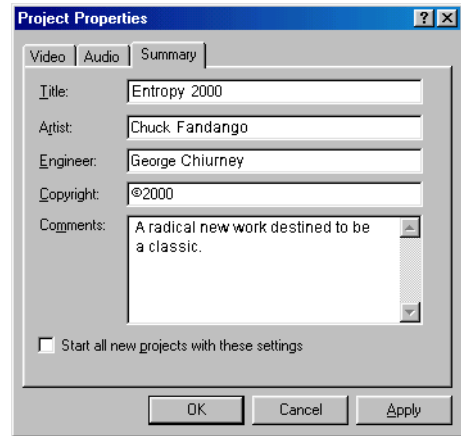 Project Properties
Video Audio Summary
Title: Entropy 2000
Artist: Chuck Fandango
Engineer: George Chiurney
Copyright: ©2000
Comments: A radical new work destined to be
a classic.
Start all new projects with these settings
OK Cancel Apply